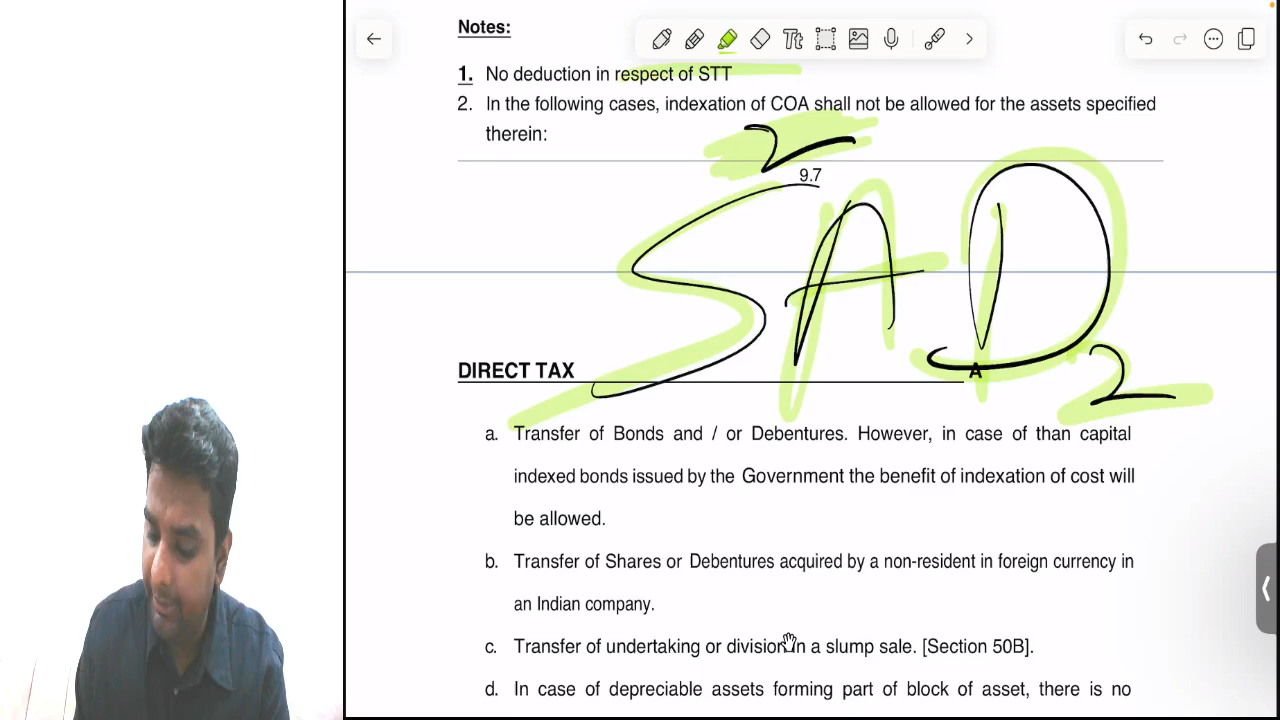 Notes:
1. No deduction in respect of STT
2. In the following cases, indexation of COA shall not be allowed for the assets specified
therein:
2
9.7
SAD
2
DIRECT TAX A
a. Transfer of Bonds and / or Debentures. However, in case of than capital
indexed bonds issued by the Government the benefit of indexation of cost will
be allowed.
b. Transfer of Shares or Debentures acquired by a non-resident in foreign currency in
an Indian company.
c. Transfer of undertaking or division in a slump sale. [Section 50B].
d. In case of depreciable assets forming part of block of asset, there is no